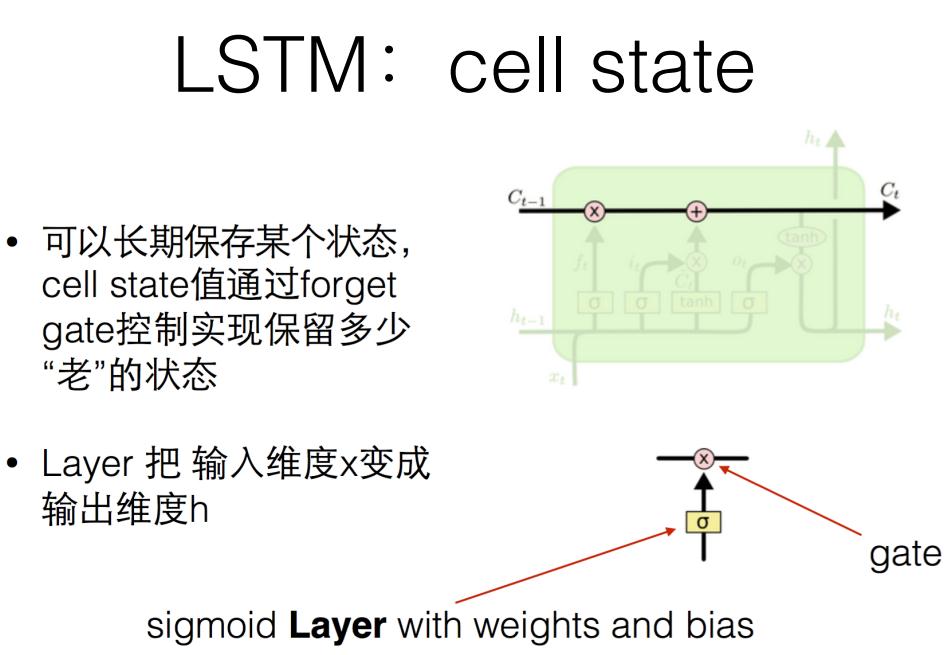 LSTM： cell state
• 可以长期保存某个状态，
cell state值通过forget
gate控制实现保留多少
“老”的状态
• Layer 把 输入维度x变成
输出维度h
h_t
C_{t-1}
x
+
C_t
tanh
f_t
i_t
x
o_t
x
C̃_t
σ
σ
tanh
σ
h_{t-1}
h_t
x_t
x
σ
gate
sigmoid Layer with weights and bias